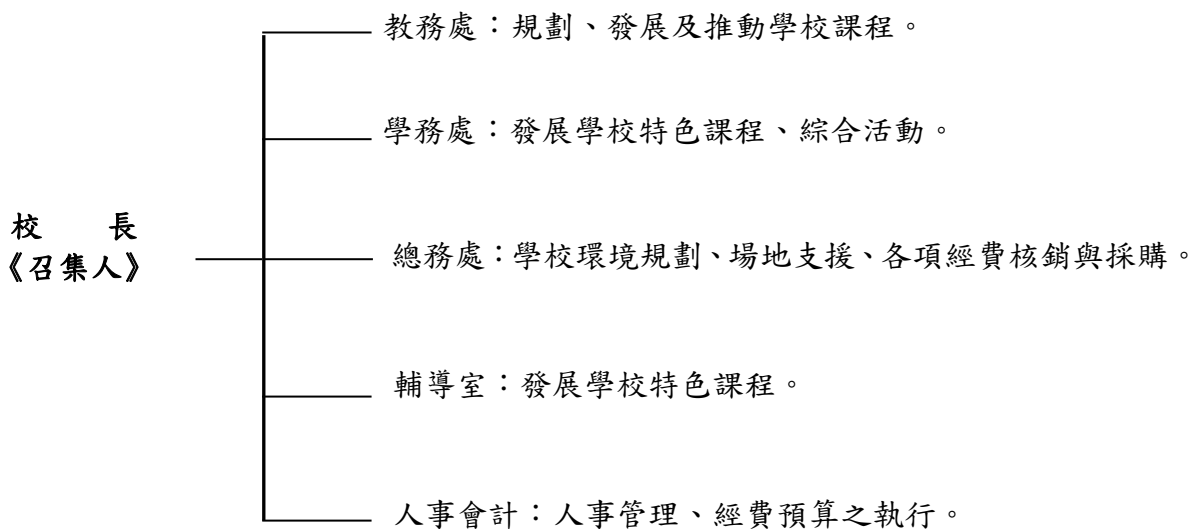 教務處：規劃、發展及推動學校課程。
學務處：發展學校特色課程、綜合活動。
校　　長
《召集人》
總務處：學校環境規劃、場地支援、各項經費核銷與採購。
輔導室：發展學校特色課程。
人事會計：人事管理、經費預算之執行。